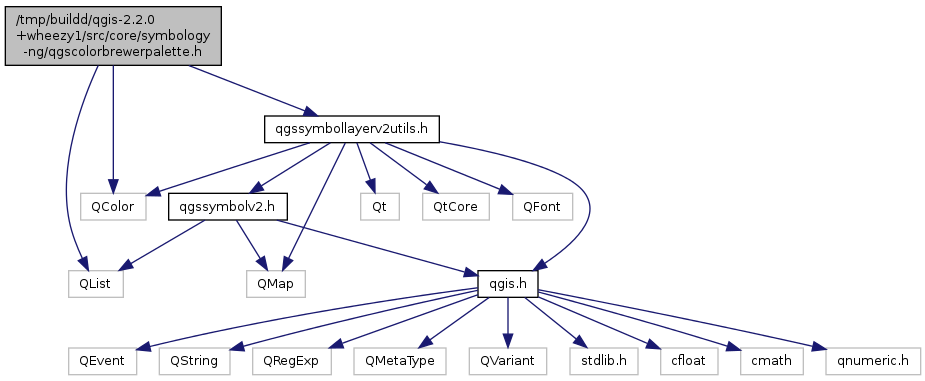 /tmp/buildd/qgis-2.2.0
+wheezy1/src/core/symbology
-ng/qgscolorbrewerpalette.h
qgssymbollayerv2utils.h
QColor
qgssymbolv2.h
Qt
QtCore
QFont
QList
QMap
qgis.h
QEvent
QString
QRegExp
QMetaType
QVariant
stdlib.h
cfloat
cmath
qnumeric.h